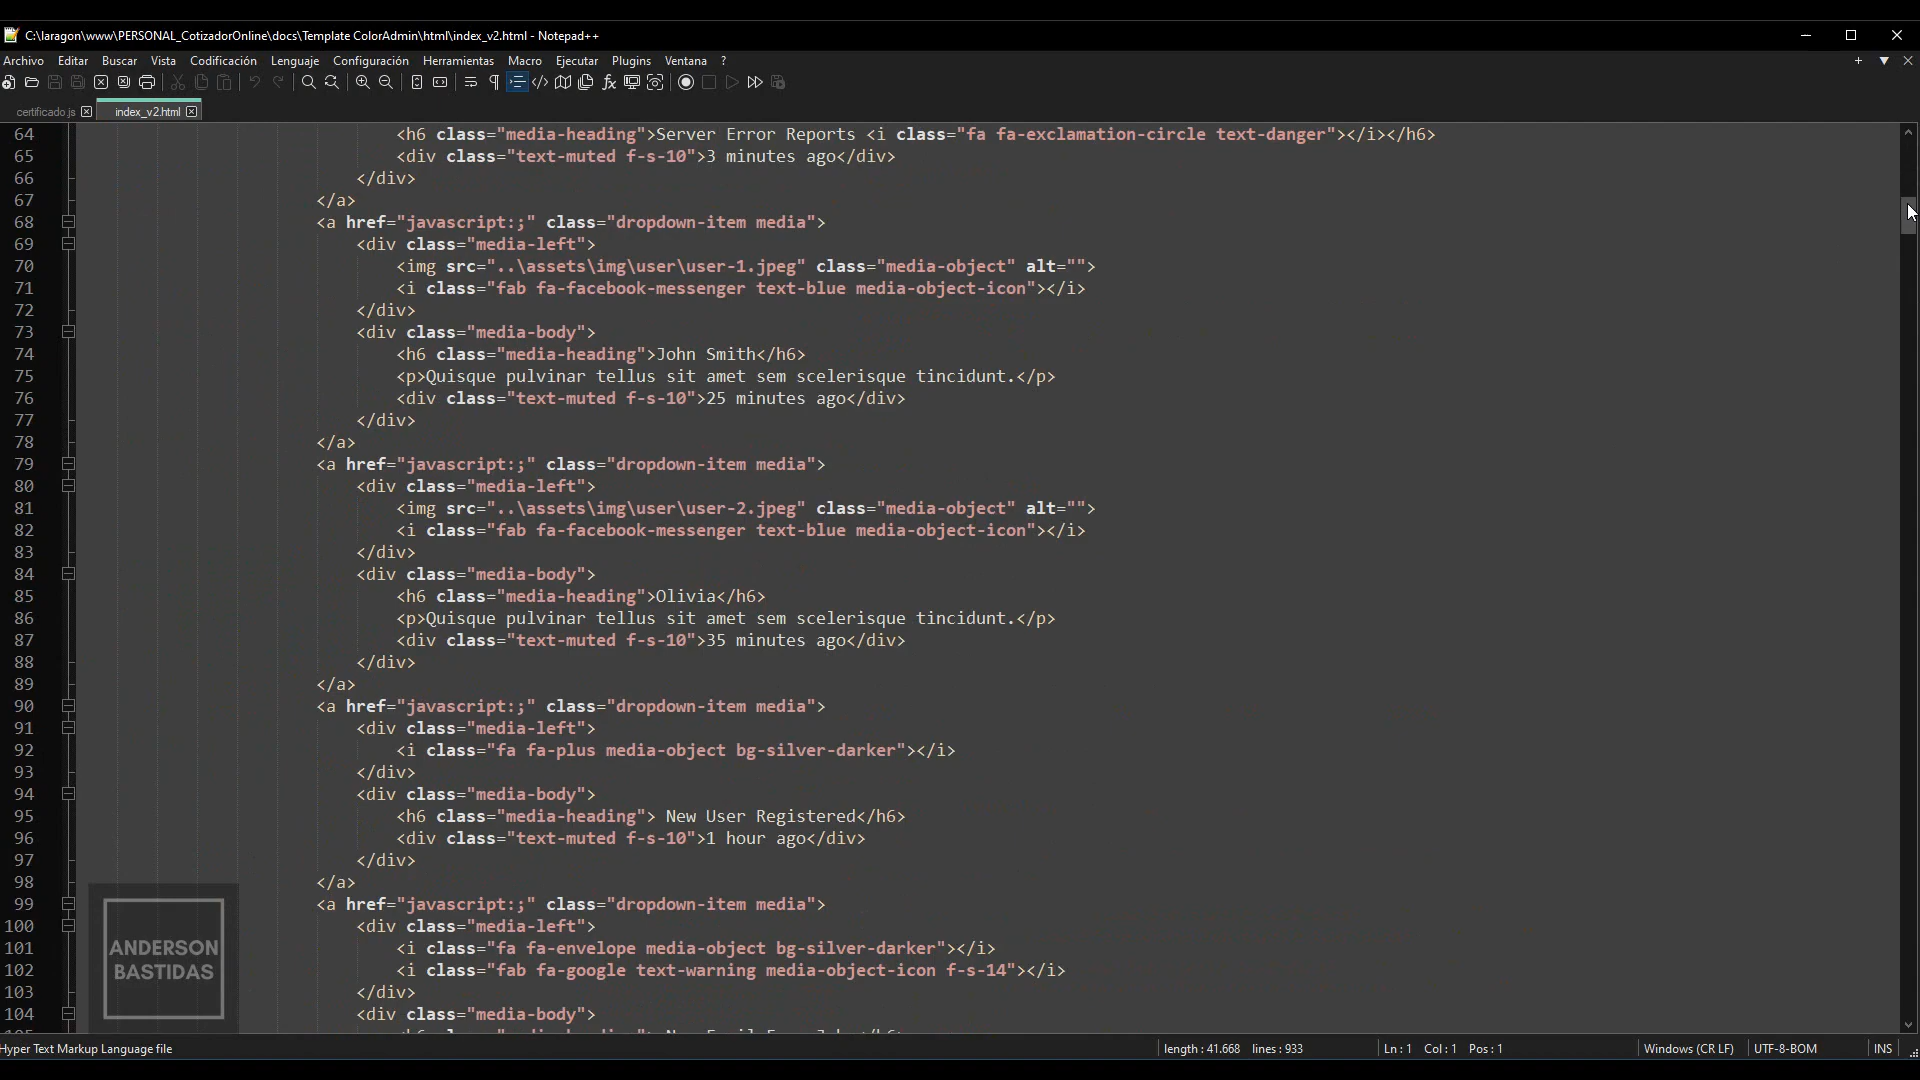 C:\laragon\www\PERSONAL_CotizadorOnline\docs\Template ColorAdmin\html\index_v2.html - Notepad++
Archivo Editar Buscar Vista Codificación Lenguaje Configuración Herramientas Macro Ejecutar Plugins Ventana ?
certificado.js index_v2.html
64 <h6 class="media-heading">Server Error Reports <i class="fa fa-exclamation-circle text-danger"></i></h6>
65 <div class="text-muted f-s-10">3 minutes ago</div>
66 </div>
67 </a>
68 <a href="javascript:;" class="dropdown-item media">
69 <div class="media-left">
70 <img src="..\assets\img\user\user-1.jpeg" class="media-object" alt="">
71 <i class="fab fa-facebook-messenger text-blue media-object-icon"></i>
72 </div>
73 <div class="media-body">
74 <h6 class="media-heading">John Smith</h6>
75 <p>Quisque pulvinar tellus sit amet sem scelerisque tincidunt.</p>
76 <div class="text-muted f-s-10">25 minutes ago</div>
77 </div>
78 </a>
79 <a href="javascript:;" class="dropdown-item media">
80 <div class="media-left">
81 <img src="..\assets\img\user\user-2.jpeg" class="media-object" alt="">
82 <i class="fab fa-facebook-messenger text-blue media-object-icon"></i>
83 </div>
84 <div class="media-body">
85 <h6 class="media-heading">Olivia</h6>
86 <p>Quisque pulvinar tellus sit amet sem scelerisque tincidunt.</p>
87 <div class="text-muted f-s-10">35 minutes ago</div>
88 </div>
89 </a>
90 <a href="javascript:;" class="dropdown-item media">
91 <div class="media-left">
92 <i class="fa fa-plus media-object bg-silver-darker"></i>
93 </div>
94 <div class="media-body">
95 <h6 class="media-heading"> New User Registered</h6>
96 <div class="text-muted f-s-10">1 hour ago</div>
97 </div>
98 </a>
99 <a href="javascript:;" class="dropdown-item media">
100 <div class="media-left">
101 <i class="fa fa-envelope media-object bg-silver-darker"></i>
102 <i class="fab fa-google text-warning media-object-icon f-s-14"></i>
103 </div>
104 <div class="media-body">
ANDERSON
BASTIDAS
Hyper Text Markup Language file length : 41.668 lines : 933 Ln : 1 Col : 1 Pos : 1 Windows (CR LF) UTF-8-BOM INS